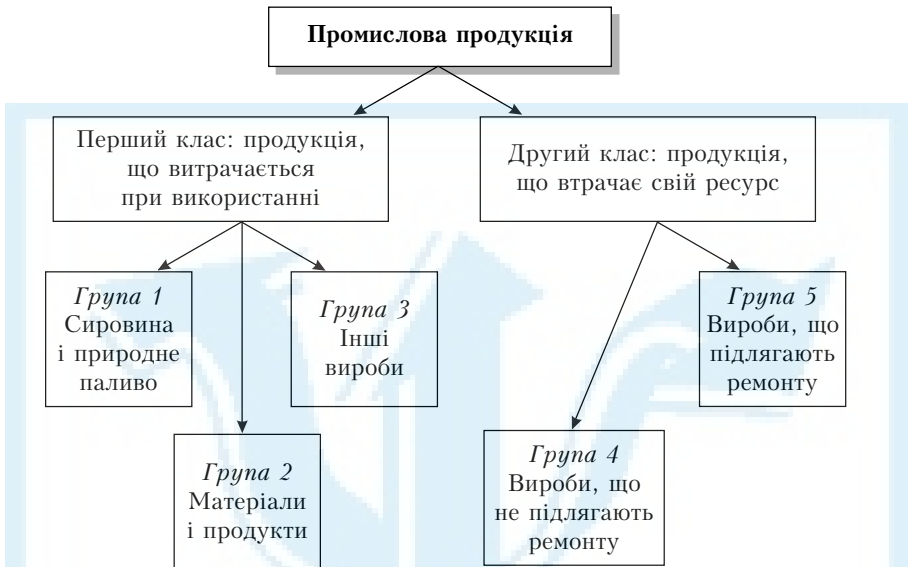 Промислова продукція
Перший клас: продукція,
що витрачається
при використанні
Другий клас: продукція,
що втрачає свій ресурс
Група 1
Сировина
і природне
паливо
Група 2
Матеріали
і продукти
Група 3
Інші
вироби
Група 4
Вироби, що
не підлягають
ремонту
Група 5
Вироби, що
підлягають
ремонту